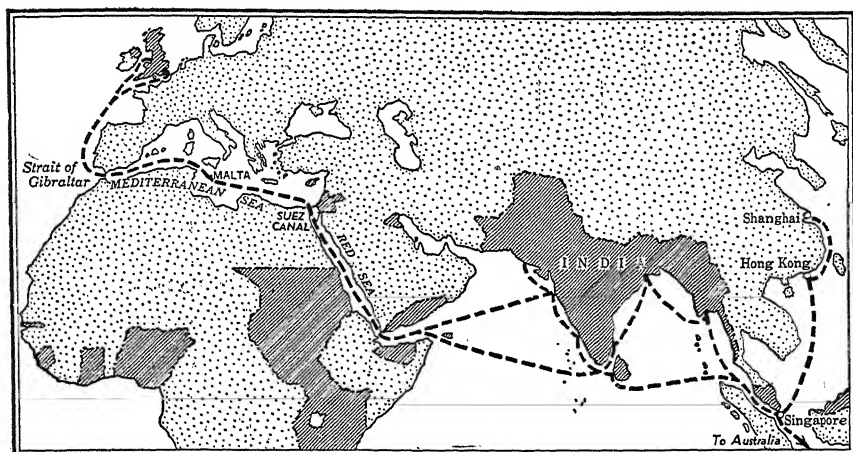 Strait of
Gibraltar
MEDITERRANEAN
SEA
MALTA
SUEZ
CANAL
RED SEA
INDIA
Shanghai
Hong Kong
Singapore
To Australia